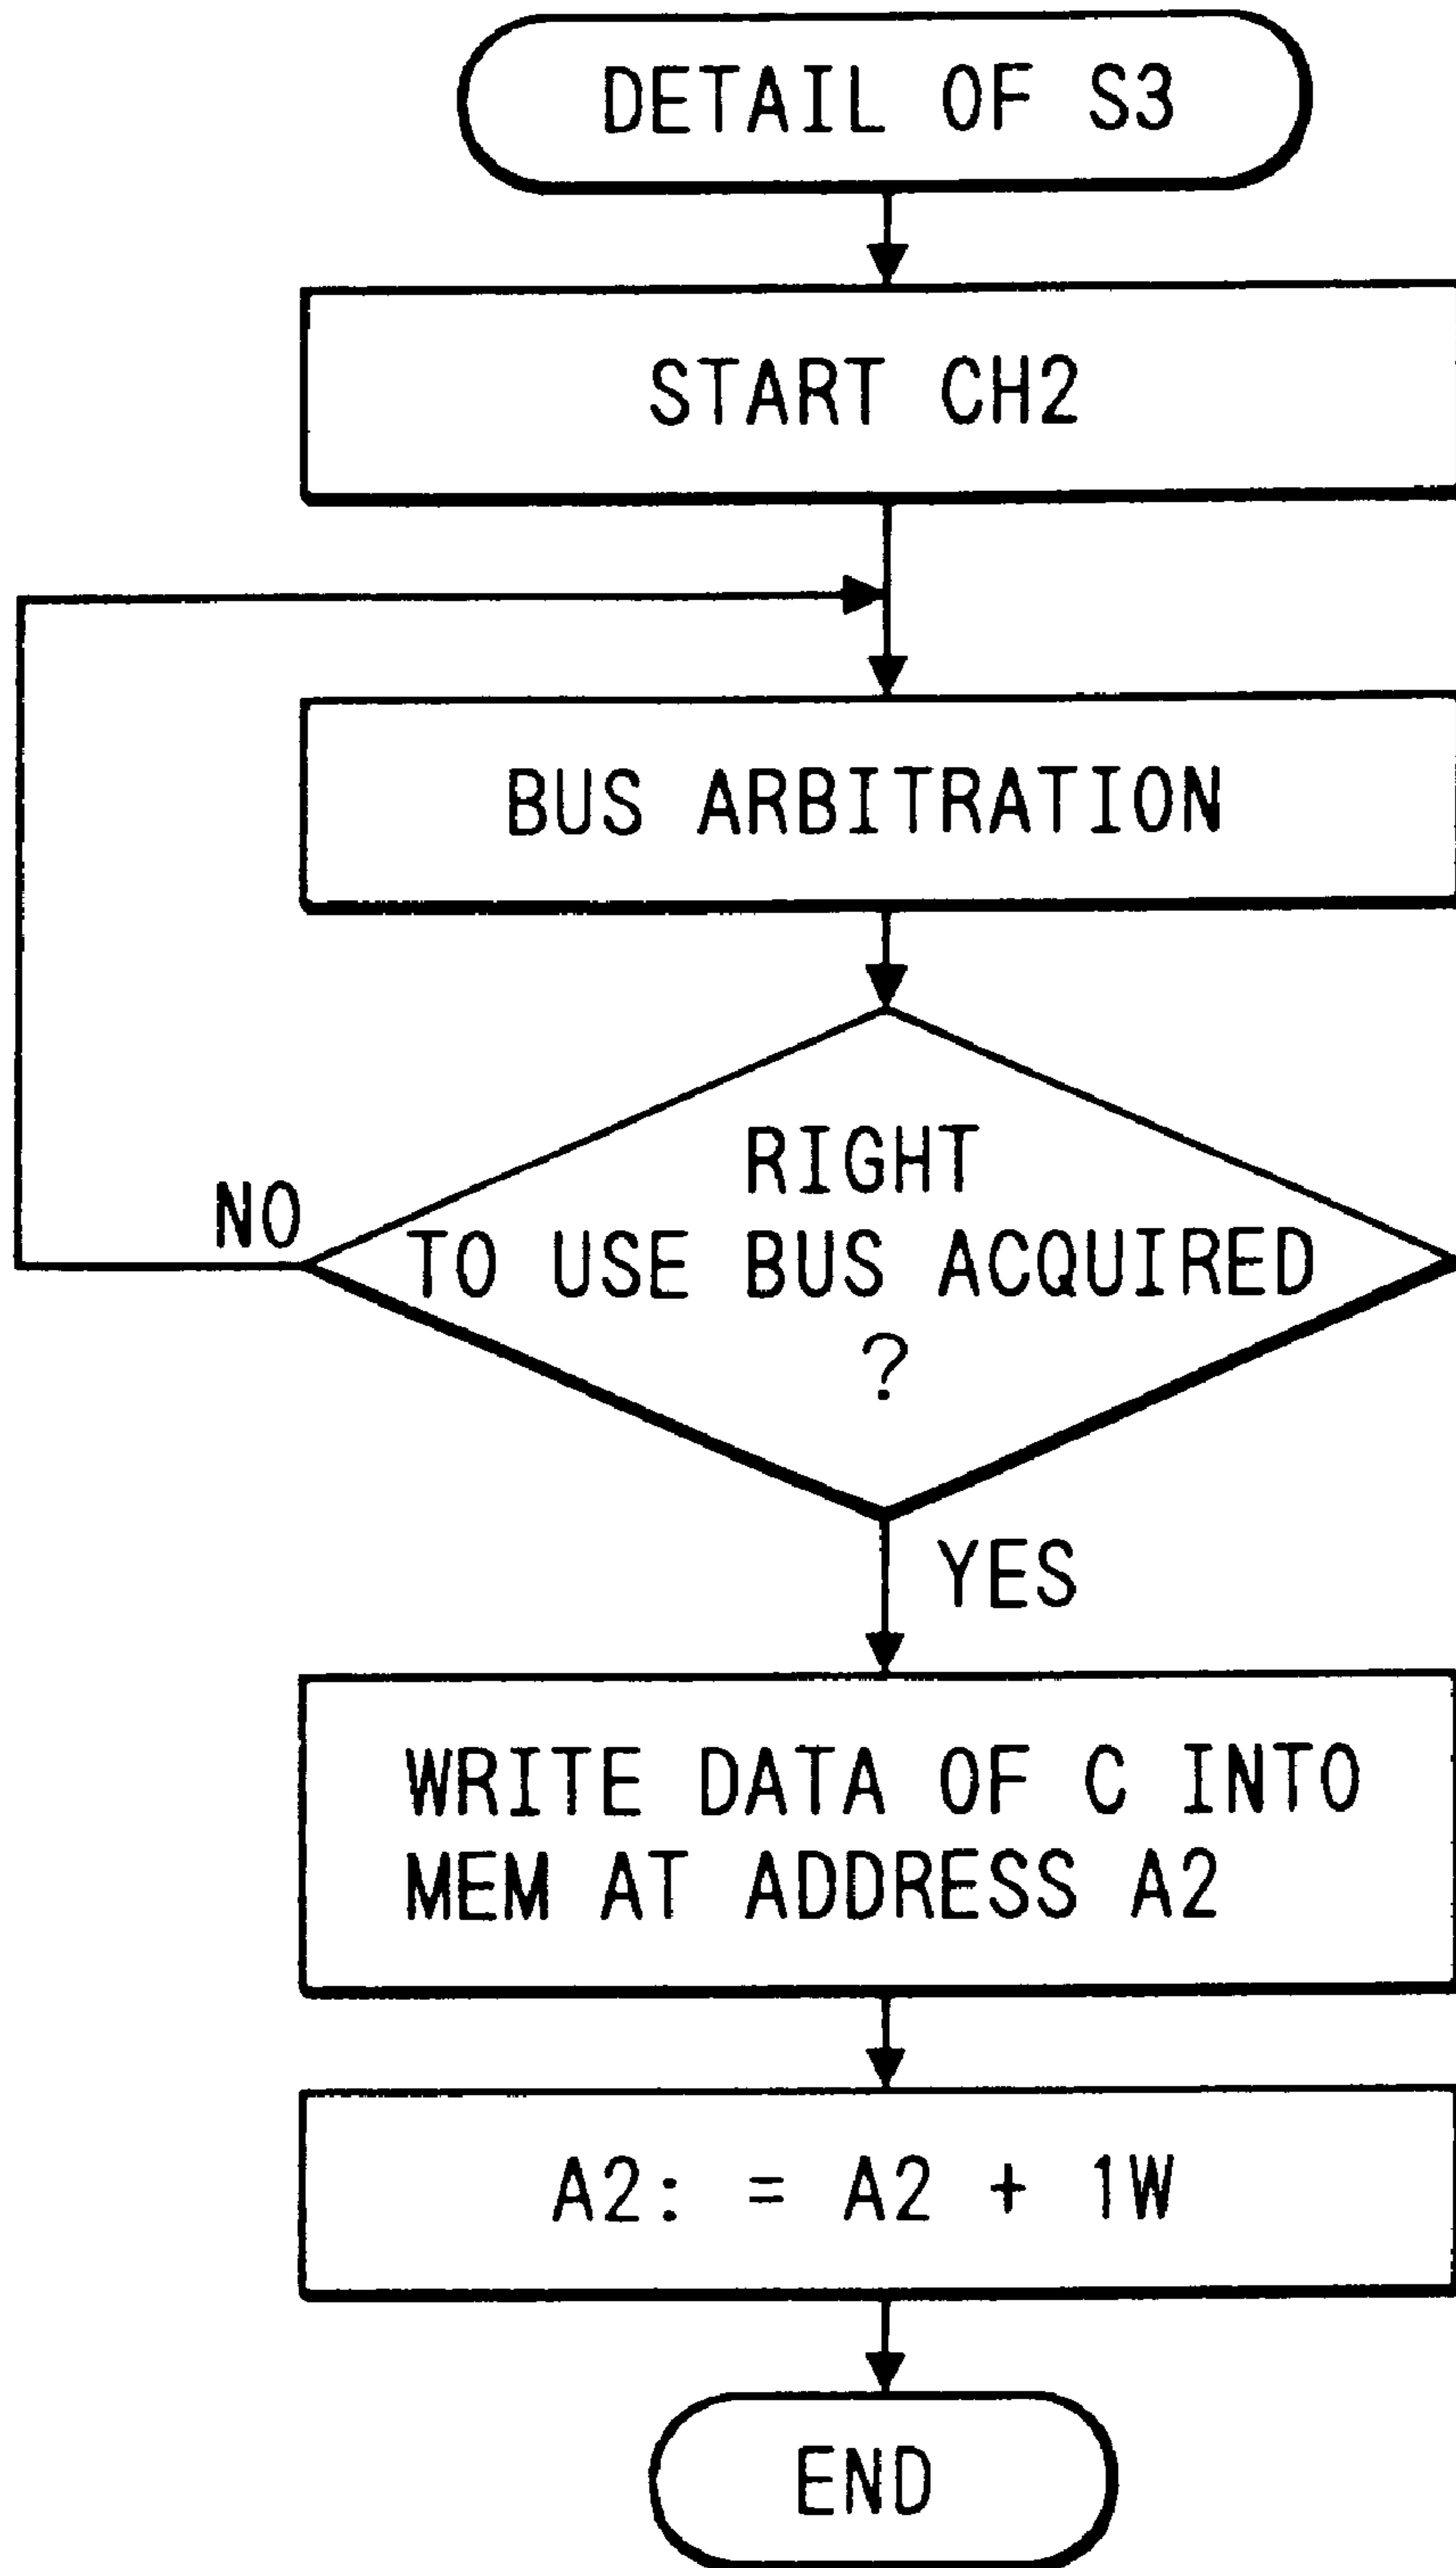 DETAIL OF S3
START CH2
BUS ARBITRATION
RIGHT
TO USE BUS ACQUIRED
?
NO
YES
WRITE DATA OF C INTO
MEM AT ADDRESS A2
A2: = A2 + 1W
END